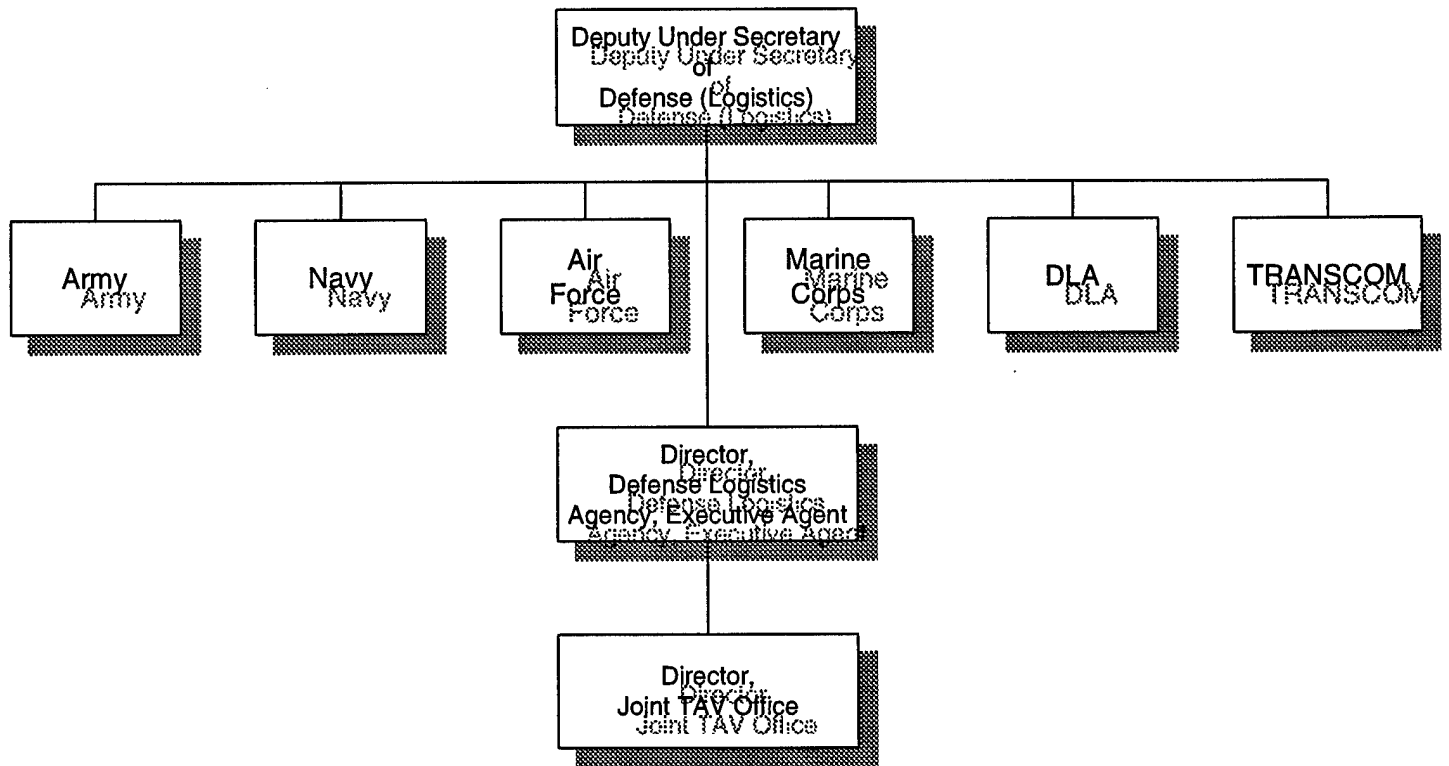 Deputy Under Secretary
of
Defense (Logistics)
Army
Navy
Air
Force
Marine
Corps
DLA
TRANSCOM
Director,
Defense Logistics
Agency, Executive Agent
Director,
Joint TAV Office